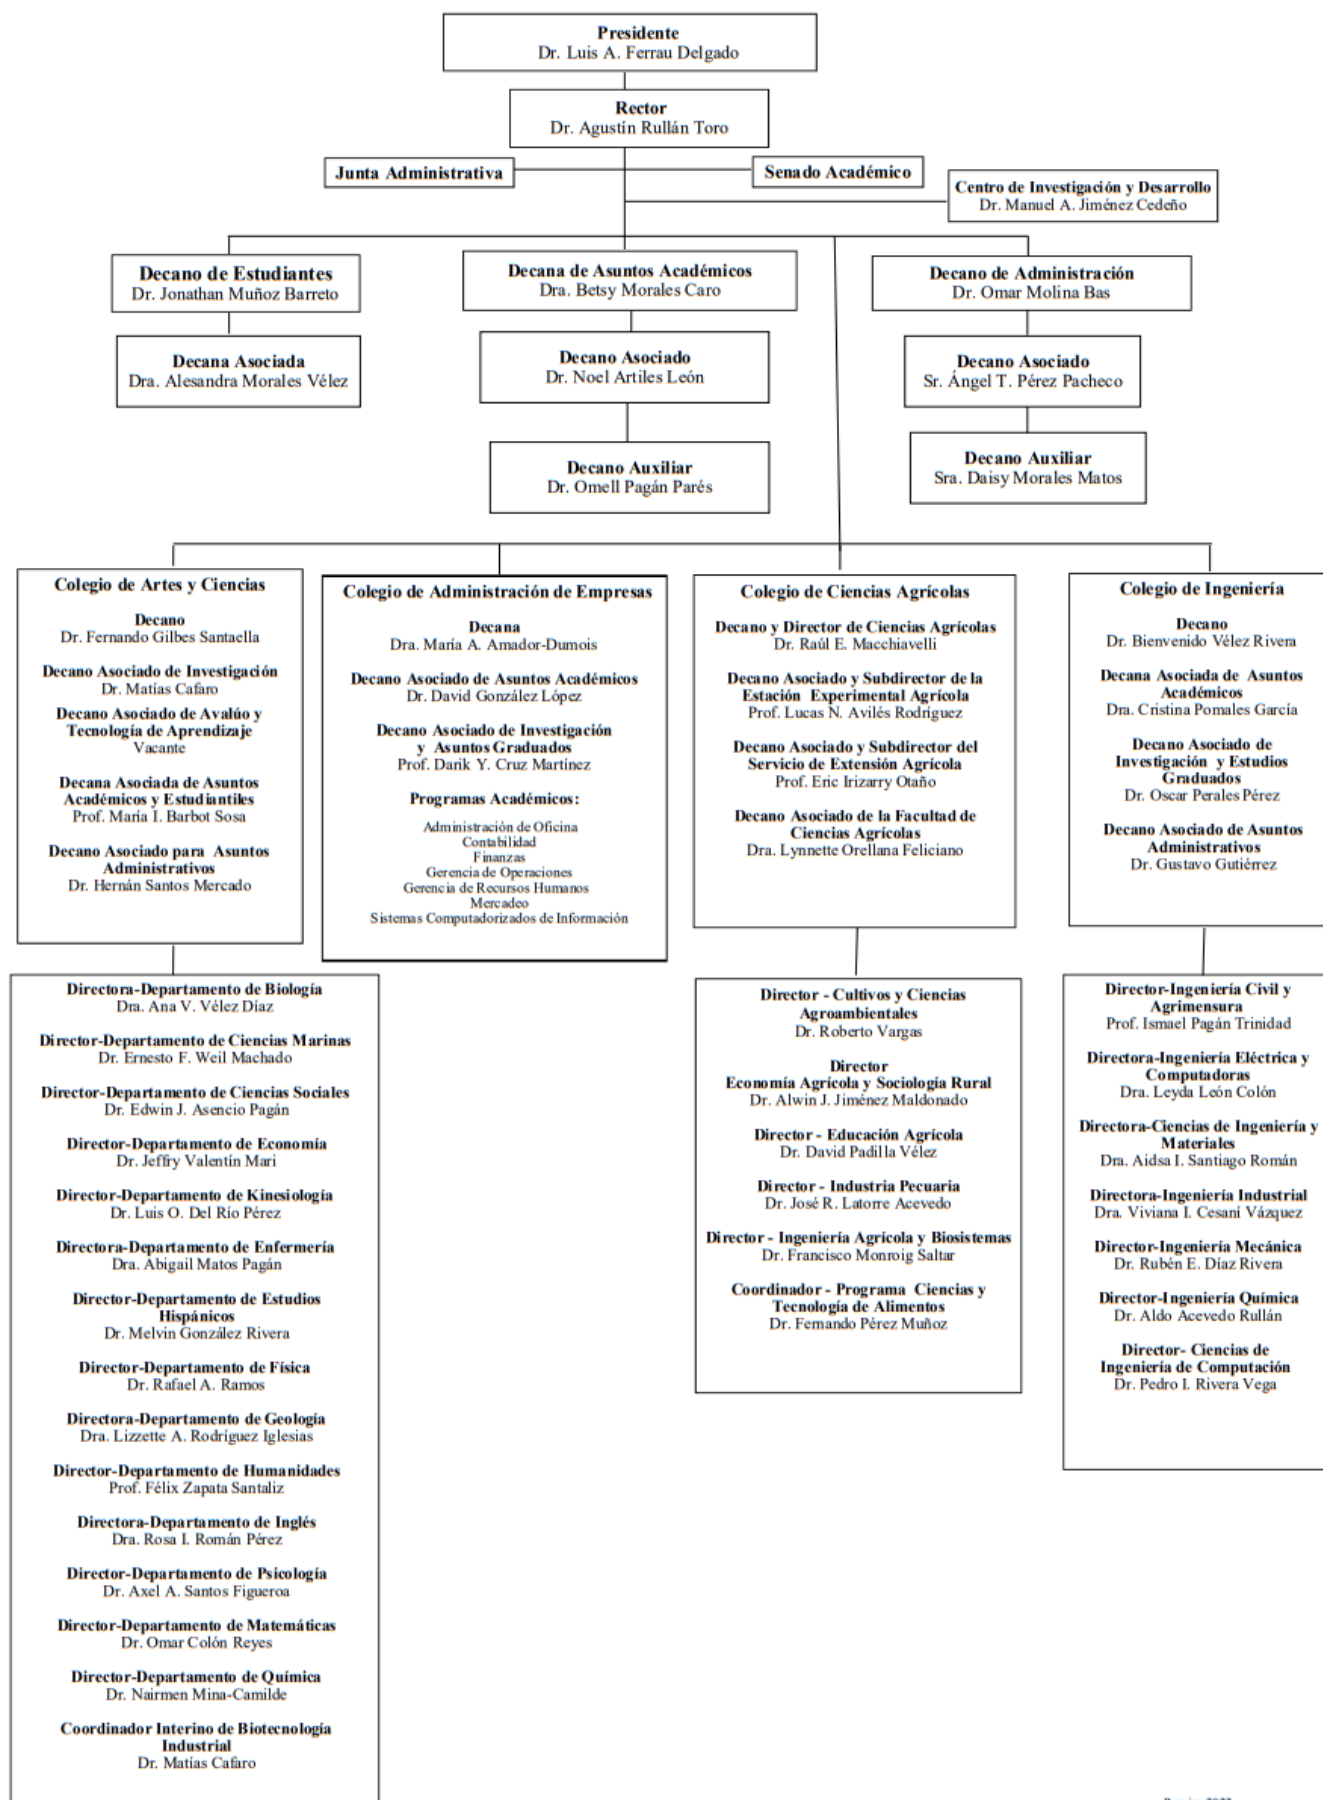 Presidente
Dr. Luis A. Ferrau Delgado
Rector
Dr. Agustín Rullán Toro
Junta Administrativa
Senado Académico
Centro de Investigación y Desarrollo
Dr. Manuel A. Jiménez Cedeño
Decano de Estudiantes
Dr. Jonathan Muñoz Barreto
Decana Asociada
Dra. Alesandra Morales Vélez
Decana de Asuntos Académicos
Dra. Betsy Morales Caro
Decano Asociado
Dr. Noel Artiles León
Decano Auxiliar
Dr. Omell Pagán Parés
Decano de Administración
Dr. Omar Molina Bas
Decano Asociado
Sr. Ángel T. Pérez Pacheco
Decano Auxiliar
Sra. Daisy Morales Matos
Colegio de Artes y Ciencias
Decano
Dr. Fernando Gilbes Santaella
Decano Asociado de Investigación
Dr. Matías Cafaro
Decano Asociado de Avalúo y
Tecnología de Aprendizaje
Vacante
Decana Asociada de Asuntos
Académicos y Estudiantiles
Prof. María I. Barbot Sosa
Decano Asociado para Asuntos
Administrativos
Dr. Hernán Santos Mercado
Directora-Departamento de Biología
Dra. Ana V. Vélez Díaz
Director-Departamento de Ciencias Marinas
Dr. Ernesto F. Weil Machado
Director-Departamento de Ciencias Sociales
Dr. Edwin J. Asencio Pagán
Director-Departamento de Economía
Dr. Jeffry Valentín Mari
Director-Departamento de Kinesiología
Dr. Luis O. Del Río Pérez
Directora-Departamento de Enfermería
Dra. Abigail Matos Pagán
Director-Departamento de Estudios
Hispánicos
Dr. Melvin González Rivera
Director-Departamento de Física
Dr. Rafael A. Ramos
Directora-Departamento de Geología
Dra. Lizzette A. Rodríguez Iglesias
Director-Departamento de Humanidades
Prof. Félix Zapata Santaliz
Directora-Departamento de Inglés
Dra. Rosa I. Román Pérez
Director-Departamento de Psicología
Dr. Axel A. Santos Figueroa
Director-Departamento de Matemáticas
Dr. Omar Colón Reyes
Director-Departamento de Química
Dr. Nairmen Mina-Camilde
Coordinador Interino de Biotecnología
Industrial
Dr. Matías Cafaro
Colegio de Administración de Empresas
Decana
Dra. María A. Amador-Dumois
Decano Asociado de Asuntos Académicos
Dr. David González López
Decano Asociado de Investigación
y Asuntos Graduados
Prof. Darik Y. Cruz Martínez
Programas Académicos:
Administración de Oficina
Contabilidad
Finanzas
Gerencia de Operaciones
Gerencia de Recursos Humanos
Mercadeo
Sistemas Computadorizados de Información
Colegio de Ciencias Agrícolas
Decano y Director de Ciencias Agrícolas
Dr. Raúl E. Macchiavelli
Decano Asociado y Subdirector de la
Estación Experimental Agrícola
Prof. Lucas N. Avilés Rodríguez
Decano Asociado y Subdirector del
Servicio de Extensión Agrícola
Prof. Eric Irizarry Otaño
Decano Asociado de la Facultad de
Ciencias Agrícolas
Dra. Lynnette Orellana Feliciano
Director - Cultivos y Ciencias
Agroambientales
Dr. Roberto Vargas
Director
Economía Agrícola y Sociología Rural
Dr. Alwin J. Jiménez Maldonado
Director - Educación Agrícola
Dr. David Padilla Vélez
Director - Industria Pecuaria
Dr. José R. Latorre Acevedo
Director - Ingeniería Agrícola y Biosistemas
Dr. Francisco Monroig Saltar
Coordinador - Programa Ciencias y
Tecnología de Alimentos
Dr. Fernando Pérez Muñoz
Colegio de Ingeniería
Decano
Dr. Bienvenido Vélez Rivera
Decana Asociada de Asuntos
Académicos
Dra. Cristina Pomales García
Decano Asociado de
Investigación y Estudios
Graduados
Dr. Oscar Perales Pérez
Decano Asociado de Asuntos
Administrativos
Dr. Gustavo Gutiérrez
Director-Ingeniería Civil y
Agrimensura
Prof. Ismael Pagán Trinidad
Directora-Ingeniería Eléctrica y
Computadoras
Dra. Leyda León Colón
Directora-Ciencias de Ingeniería y
Materiales
Dra. Aidsa I. Santiago Román
Directora-Ingeniería Industrial
Dra. Viviana I. Cesaní Vázquez
Director-Ingeniería Mecánica
Dr. Rubén E. Díaz Rivera
Director-Ingeniería Química
Dr. Aldo Acevedo Rullán
Director- Ciencias de
Ingeniería de Computación
Dr. Pedro I. Rivera Vega